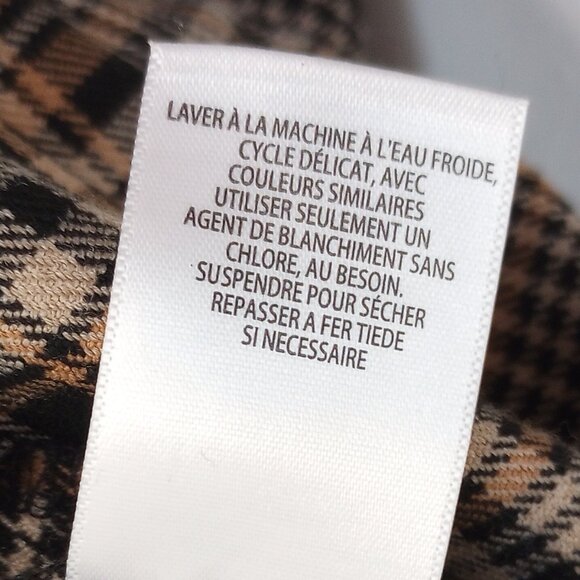 LAVER À LA MACHINE À L'EAU FROIDE,
CYCLE DÉLICAT, AVEC
COULEURS SIMILAIRES
UTILISER SEULEMENT UN
AGENT DE BLANCHIMENT SANS
CHLORE, AU BESOIN.
SUSPENDRE POUR SÉCHER
REPASSER A FER TIEDE
SI NECESSAIRE